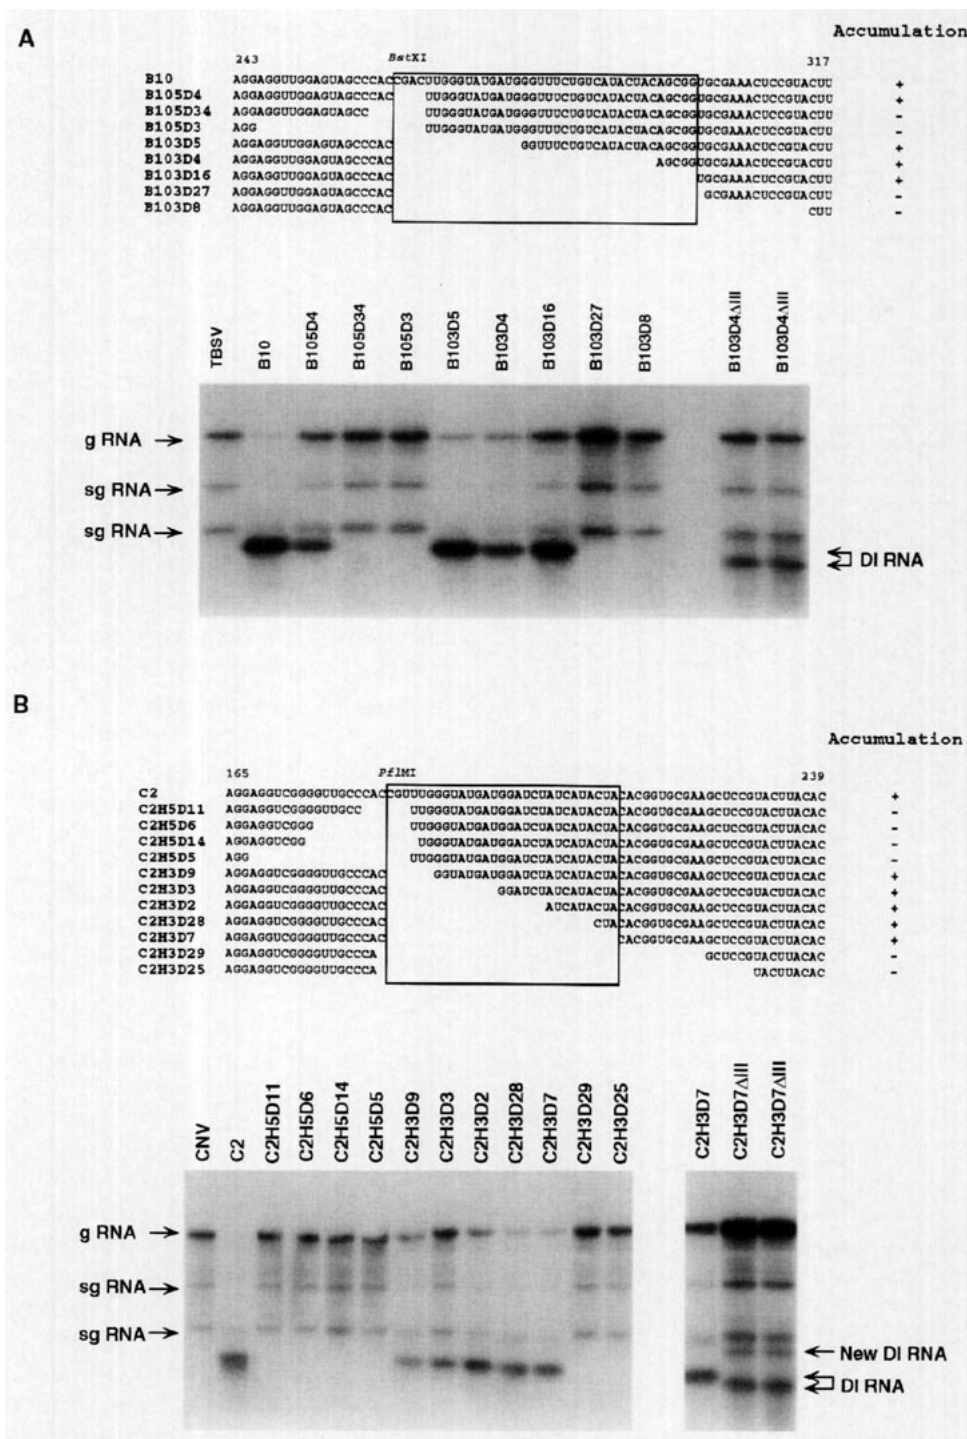 A
Accumulation
243 BstXI 317
B10 AGGAGGUUGGAGUAGCCCACCGACUUGGGUAUGAUGGGUUUCUGUCAUACUACAGCGGUGCGAAACUCCGUACUU +
B105D4 AGGAGGUUGGAGUAGCCCAC UUGGGUAUGAUGGGUUUCUGUCAUACUACAGCGGUGCGAAACUCCGUACUU +
B105D34 AGGAGGUUGGAGUAGCC UUGGGUAUGAUGGGUUUCUGUCAUACUACAGCGGUGCGAAACUCCGUACUU -
B105D3 AGG UUGGGUAUGAUGGGUUUCUGUCAUACUACAGCGGUGCGAAACUCCGUACUU -
B103D5 AGGAGGUUGGAGUAGCCCAC GGUUUCUGUCAUACUACAGCGGUGCGAAACUCCGUACUU +
B103D4 AGGAGGUUGGAGUAGCCCAC AGCGGUGCGAAACUCCGUACUU +
B103D16 AGGAGGUUGGAGUAGCCCAC UGCGAAACUCCGUACUU +
B103D27 AGGAGGUUGGAGUAGCCCAC GCGAAACUCCGUACUU -
B103D8 AGGAGGUUGGAGUAGCCCAC CUU -
TBSV B10 B105D4 B105D34 B105D3 B103D5 B103D4 B103D16 B103D27 B103D8 B103D4ΔIII B103D4ΔIII
g RNA →
sg RNA →
sg RNA →
DI RNA
B
Accumulation
165 PflMI 239
C2 AGGAGGUCGGGGUUGCCCACCGUUUGGGUAUGAUGGAUCUAUCAUACUACACGGUGCGAAGCUCCGUACUUACAC +
C2H5D11 AGGAGGUCGGGGUUGCC UUGGGUAUGAUGGAUCUAUCAUACUACACGGUGCGAAGCUCCGUACUUACAC -
C2H5D6 AGGAGGUCGGG UUGGGUAUGAUGGAUCUAUCAUACUACACGGUGCGAAGCUCCGUACUUACAC -
C2H5D14 AGGAGGUCGG UGGGUAUGAUGGAUCUAUCAUACUACACGGUGCGAAGCUCCGUACUUACAC -
C2H5D5 AGG UUGGGUAUGAUGGAUCUAUCAUACUACACGGUGCGAAGCUCCGUACUUACAC -
C2H3D9 AGGAGGUCGGGGUUGCCCAC GGUAUGAUGGAUCUAUCAUACUACACGGUGCGAAGCUCCGUACUUACAC +
C2H3D3 AGGAGGUCGGGGUUGCCCAC GGAUCUAUCAUACUACACGGUGCGAAGCUCCGUACUUACAC +
C2H3D2 AGGAGGUCGGGGUUGCCCAC AUCAUACUACACGGUGCGAAGCUCCGUACUUACAC +
C2H3D28 AGGAGGUCGGGGUUGCCCAC CUACACGGUGCGAAGCUCCGUACUUACAC +
C2H3D7 AGGAGGUCGGGGUUGCCCAC CACGGUGCGAAGCUCCGUACUUACAC +
C2H3D29 AGGAGGUCGGGGUUGCCCA GCUCCGUACUUACAC -
C2H3D25 AGGAGGUCGGGGUUGCCCA UACUUACAC -
CNV C2 C2H5D11 C2H5D6 C2H5D14 C2H5D5 C2H3D9 C2H3D3 C2H3D2 C2H3D28 C2H3D7 C2H3D29 C2H3D25 C2H3D7 C2H3D7ΔIII C2H3D7ΔIII
g RNA →
sg RNA →
sg RNA →
← New DI RNA
DI RNA